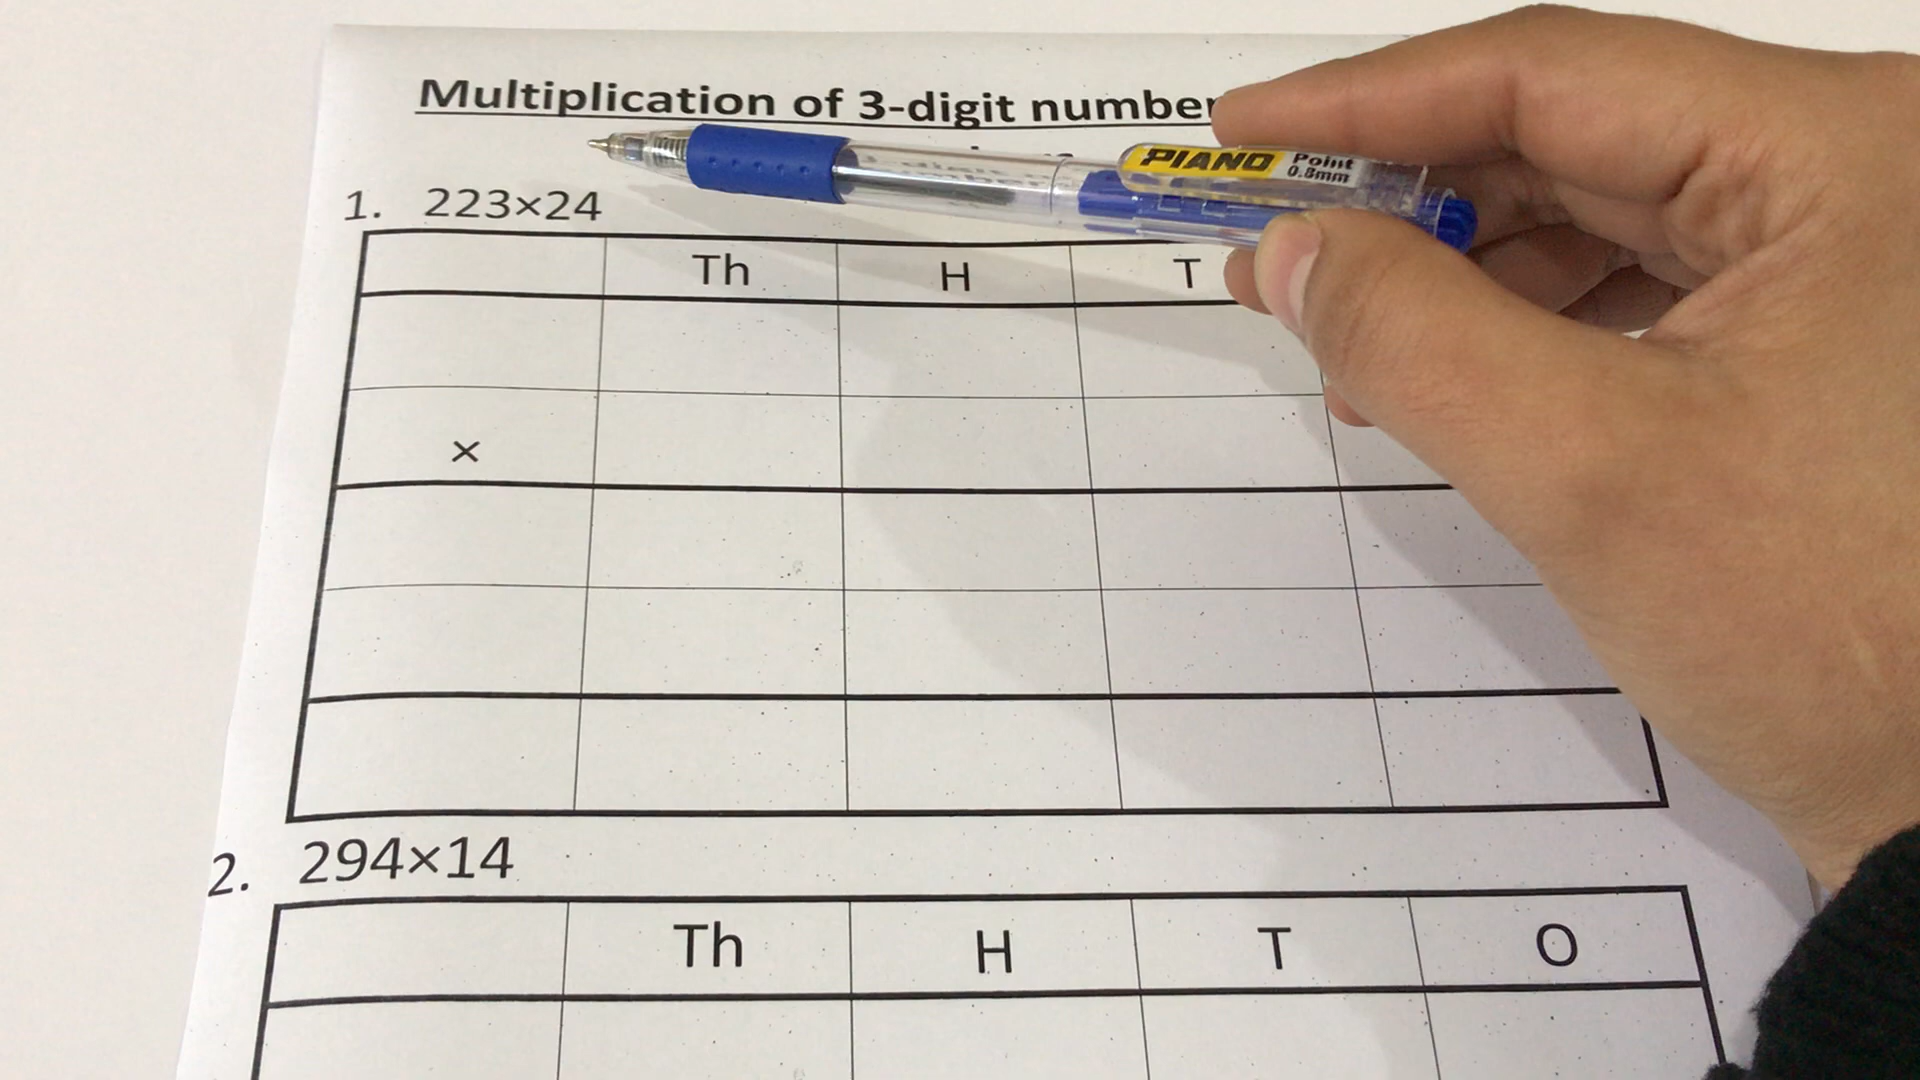 Multiplication of 3-digit number
PIANO Point
0.8mm
1. 223×24
Th H T
×
2. 294×14
Th H T O